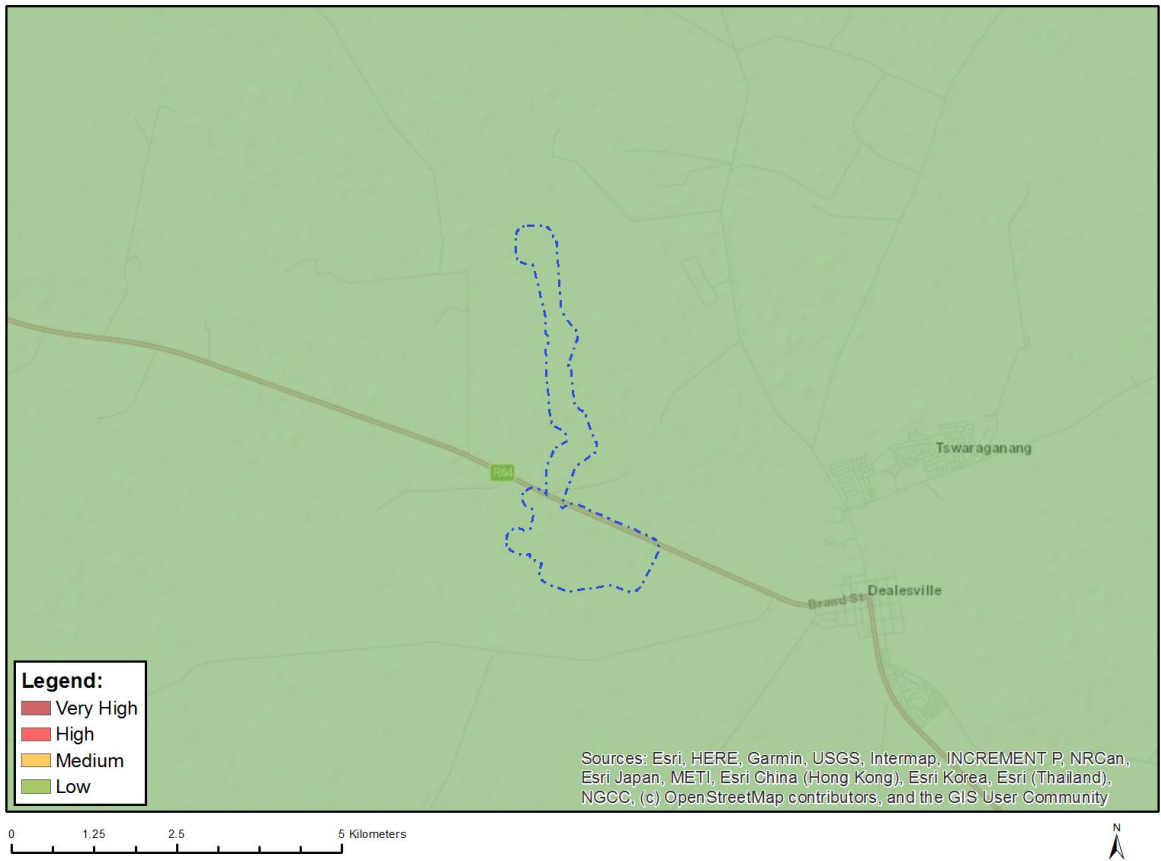 R64
Tswaraganang
Dealesville
Brand St
Legend:
Very High
High
Medium
Low
Sources: Esri, HERE, Garmin, USGS, Intermap, INCREMENT P, NRCan,
Esri Japan, METI, Esri China (Hong Kong), Esri Korea, Esri (Thailand),
NGCC, (c) OpenStreetMap contributors, and the GIS User Community
0 1.25 2.5 5 Kilometers
N